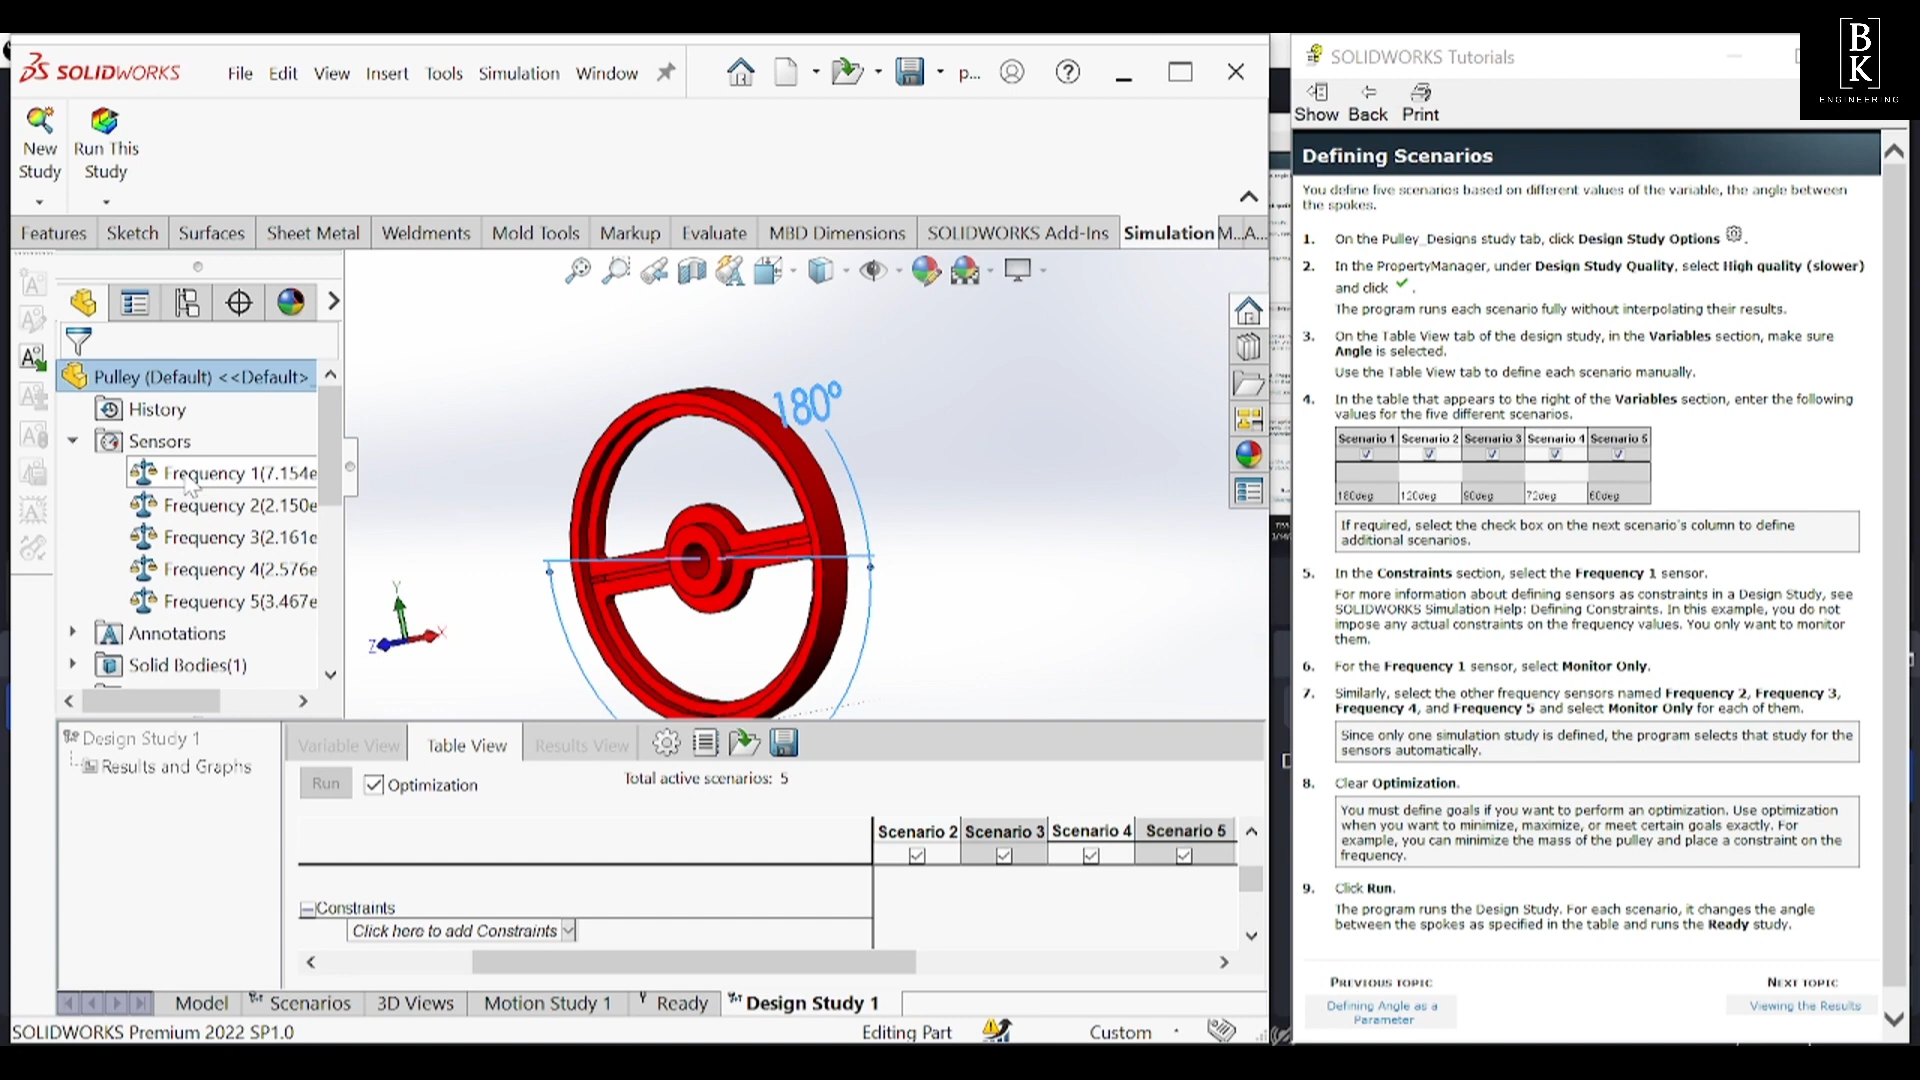 SOLIDWORKS
File Edit View Insert Tools Simulation Window
p...
New Study
Run This Study
Features Sketch Surfaces Sheet Metal Weldments Mold Tools Markup Evaluate MBD Dimensions SOLIDWORKS Add-Ins Simulation M... A...
Pulley (Default) <<Default>_
History
Sensors
Frequency 1(7.154e
Frequency 2(2.150e
Frequency 3(2.161e
Frequency 4(2.576e
Frequency 5(3.467e
Annotations
Solid Bodies(1)
180°
Y
X
Z
Design Study 1
Results and Graphs
Variable View Table View Results View
Run Optimization Total active scenarios: 5
Scenario 2 Scenario 3 Scenario 4 Scenario 5
Constraints
Click here to add Constraints
Model Scenarios 3D Views Motion Study 1 Ready Design Study 1
SOLIDWORKS Premium 2022 SP1.0 Editing Part Custom
SOLIDWORKS Tutorials
B
K
ENGINEERING
Show Back Print
Defining Scenarios
You define five scenarios based on different values of the variable, the angle between
the spokes.
1. On the Pulley_Designs study tab, click Design Study Options .
2. In the PropertyManager, under Design Study Quality, select High quality (slower)
and click .
The program runs each scenario fully without interpolating their results.
3. On the Table View tab of the design study, in the Variables section, make sure
Angle is selected.
Use the Table View tab to define each scenario manually.
4. In the table that appears to the right of the Variables section, enter the following
values for the five different scenarios.
Scenario 1 Scenario 2 Scenario 3 Scenario 4 Scenario 5
180deg 120deg 90deg 72deg 60deg
If required, select the check box on the next scenario's column to define
additional scenarios.
5. In the Constraints section, select the Frequency 1 sensor.
For more information about defining sensors as constraints in a Design Study, see
SOLIDWORKS Simulation Help: Defining Constraints. In this example, you do not
impose any actual constraints on the frequency values. You only want to monitor
them.
6. For the Frequency 1 sensor, select Monitor Only.
7. Similarly, select the other frequency sensors named Frequency 2, Frequency 3,
Frequency 4, and Frequency 5 and select Monitor Only for each of them.
Since only one simulation study is defined, the program selects that study for the
sensors automatically.
8. Clear Optimization.
You must define goals if you want to perform an optimization. Use optimization
when you want to minimize, maximize, or meet certain goals exactly. For
example, you can minimize the mass of the pulley and place a constraint on the
frequency.
9. Click Run.
The program runs the Design Study. For each scenario, it changes the angle
between the spokes as specified in the table and runs the Ready study.
PREVIOUS TOPIC NEXT TOPIC
Defining Angle as a Viewing the Results
Parameter